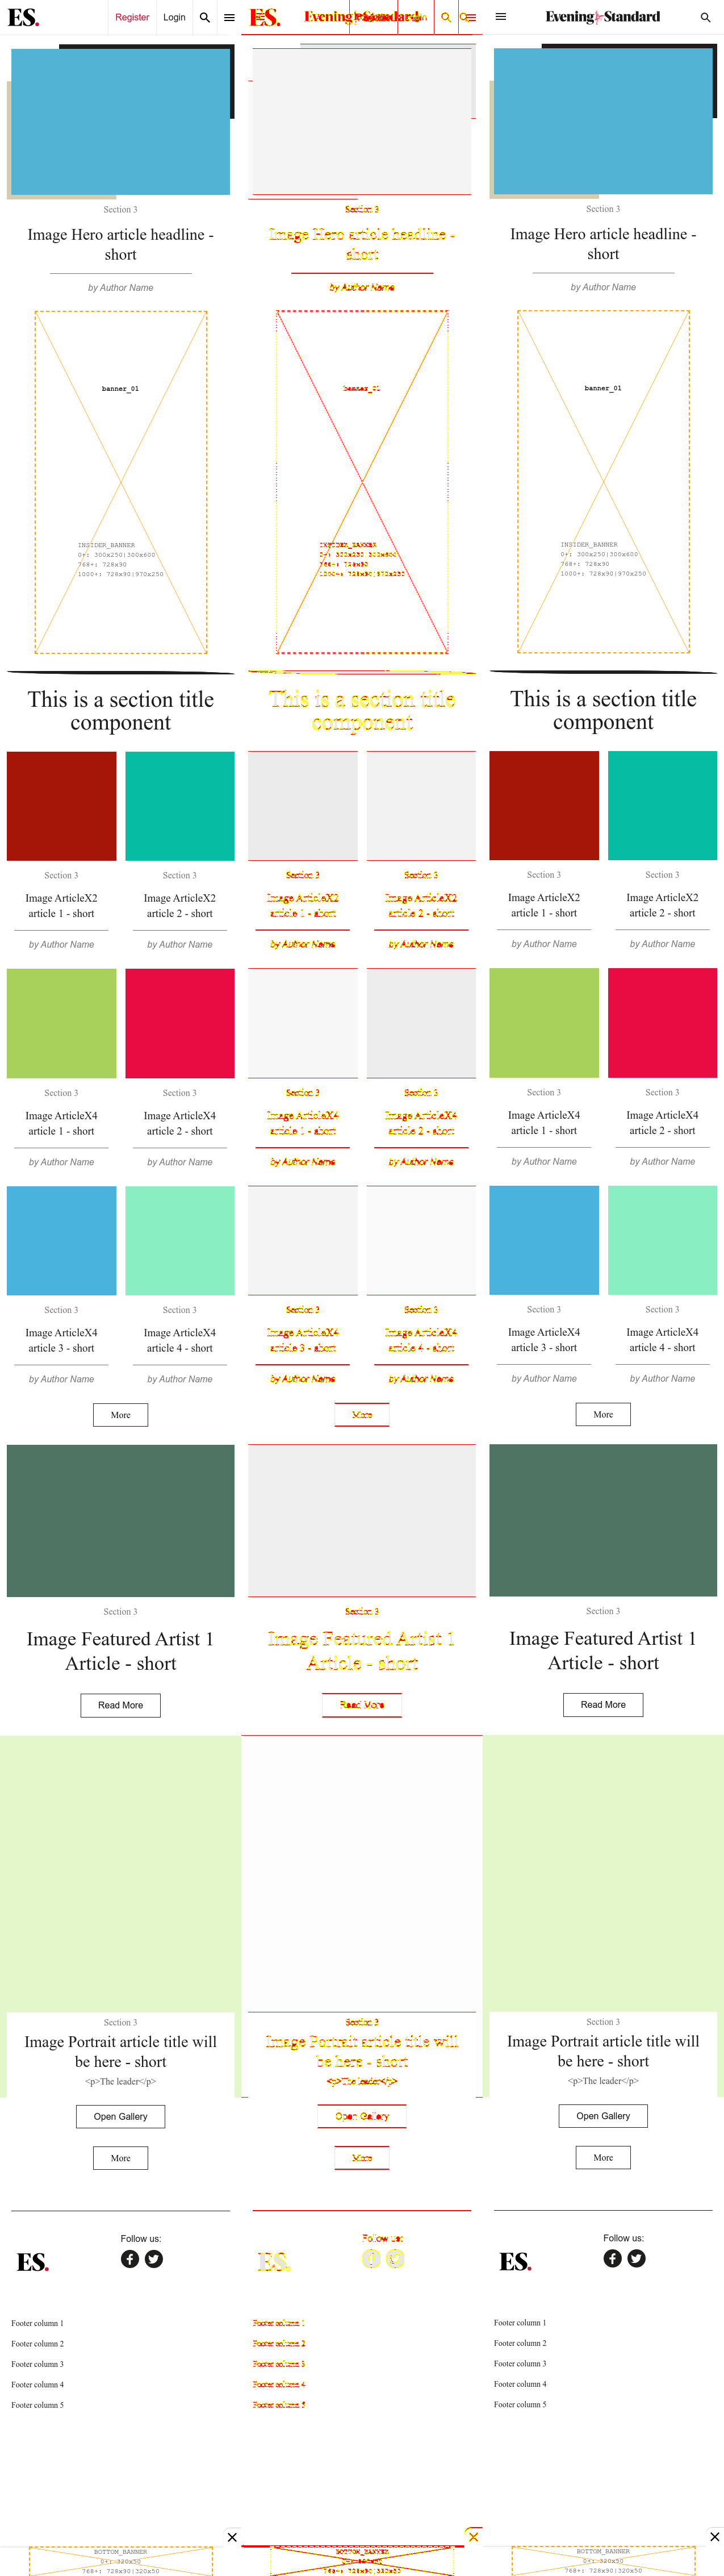 ES.
Register
Login
Section 3
Image Hero article headline -
short
by Author Name
banner_01
INSIDER_BANNER
0+: 300x250|300x600
768+: 728x90
1000+: 728x90|970x250
This is a section title
component
Section 3
Section 3
Image ArticleX2
article 1 - short
Image ArticleX2
article 2 - short
by Author Name
by Author Name
Section 3
Section 3
Image ArticleX4
article 1 - short
Image ArticleX4
article 2 - short
by Author Name
by Author Name
Section 3
Section 3
Image ArticleX4
article 3 - short
Image ArticleX4
article 4 - short
by Author Name
by Author Name
More
Section 3
Image Featured Artist 1
Article - short
Read More
Section 3
Image Portrait article title will
be here - short
<p>The leader</p>
Open Gallery
More
ES.
Follow us:
Footer column 1
Footer column 2
Footer column 3
Footer column 4
Footer column 5
BOTTOM_BANNER
0+: 320x50
768+: 728x90|320x50
ES.
Evening Standard
Section 3
Image Hero article headline -
short
by Author Name
banner_01
INSIDER_BANNER
0+: 300x250|300x600
768+: 728x90
1000+: 728x90|970x250
This is a section title
component
Section 3
Section 3
Image ArticleX2
article 1 - short
Image ArticleX2
article 2 - short
by Author Name
by Author Name
Section 3
Section 3
Image ArticleX4
article 1 - short
Image ArticleX4
article 2 - short
by Author Name
by Author Name
Section 3
Section 3
Image ArticleX4
article 3 - short
Image ArticleX4
article 4 - short
by Author Name
by Author Name
More
Section 3
Image Featured Artist 1
Article - short
Read More
Section 3
Image Portrait article title will
be here - short
<p>The leader</p>
Open Gallery
More
ES.
Follow us:
Footer column 1
Footer column 2
Footer column 3
Footer column 4
Footer column 5
BOTTOM_BANNER
0+: 320x50
768+: 728x90|320x50
Evening Standard
Section 3
Image Hero article headline -
short
by Author Name
banner_01
INSIDER_BANNER
0+: 300x250|300x600
768+: 728x90
1000+: 728x90|970x250
This is a section title
component
Section 3
Section 3
Image ArticleX2
article 1 - short
Image ArticleX2
article 2 - short
by Author Name
by Author Name
Section 3
Section 3
Image ArticleX4
article 1 - short
Image ArticleX4
article 2 - short
by Author Name
by Author Name
Section 3
Section 3
Image ArticleX4
article 3 - short
Image ArticleX4
article 4 - short
by Author Name
by Author Name
More
Section 3
Image Featured Artist 1
Article - short
Read More
Section 3
Image Portrait article title will
be here - short
<p>The leader</p>
Open Gallery
More
ES.
Follow us:
Footer column 1
Footer column 2
Footer column 3
Footer column 4
Footer column 5
BOTTOM_BANNER
0+: 320x50
768+: 728x90|320x50